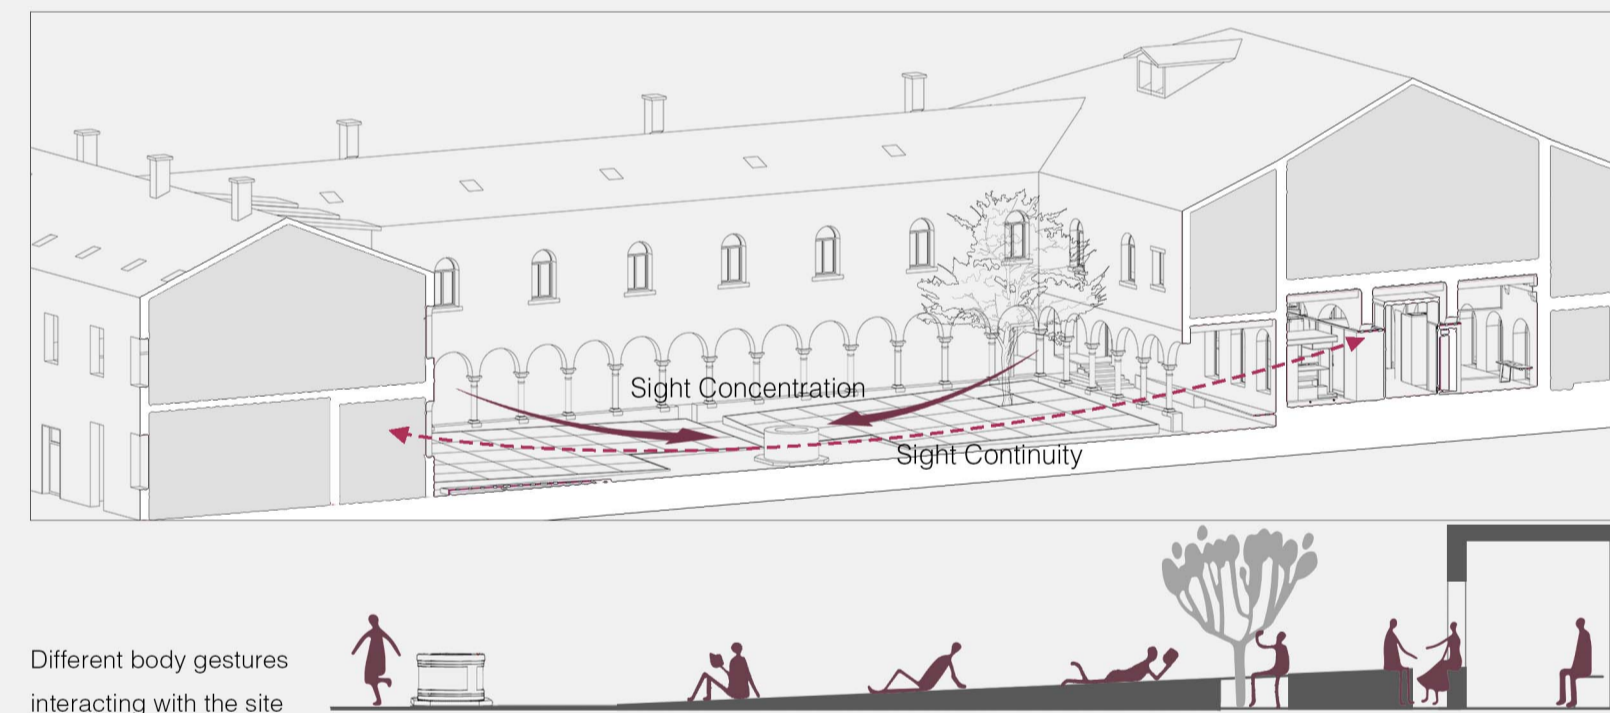 Sight Concentration
Sight Continuity
Different body gestures
interacting with the site